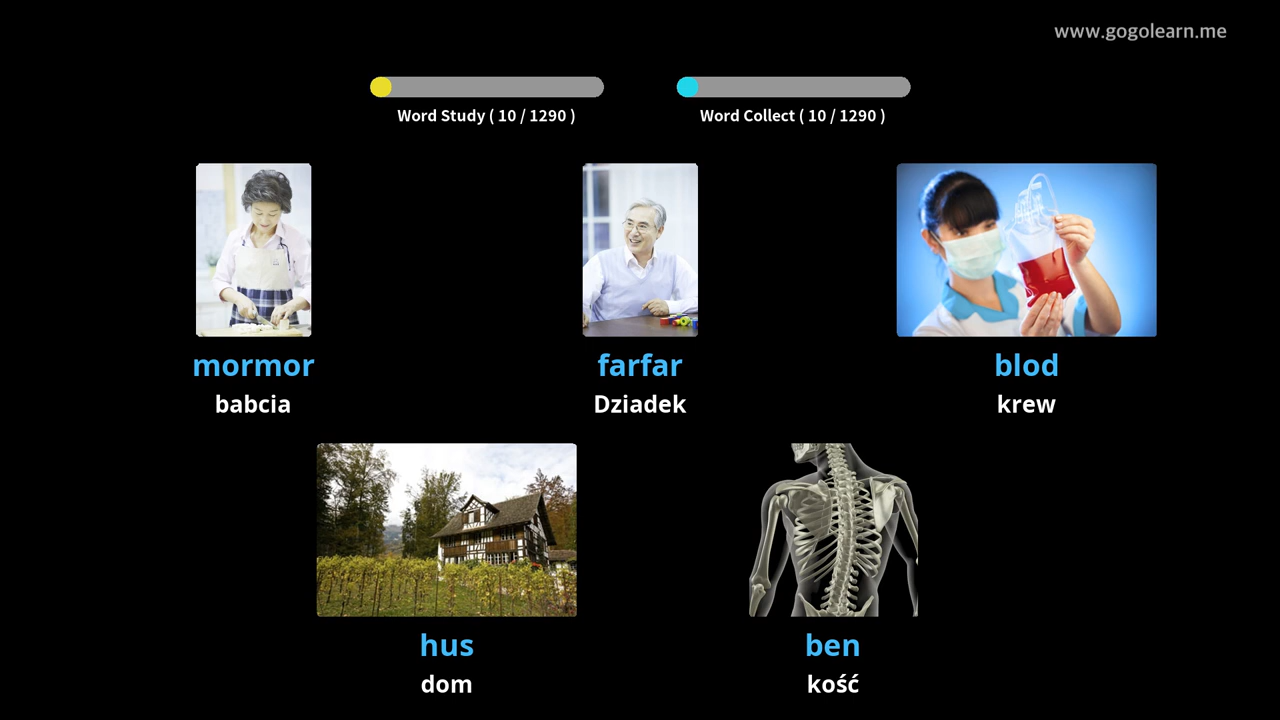 www.gogolearn.me
Word Study ( 10 / 1290 )
Word Collect ( 10 / 1290 )
mormor
babcia
farfar
Dziadek
blod
krew
hus
dom
ben
kość